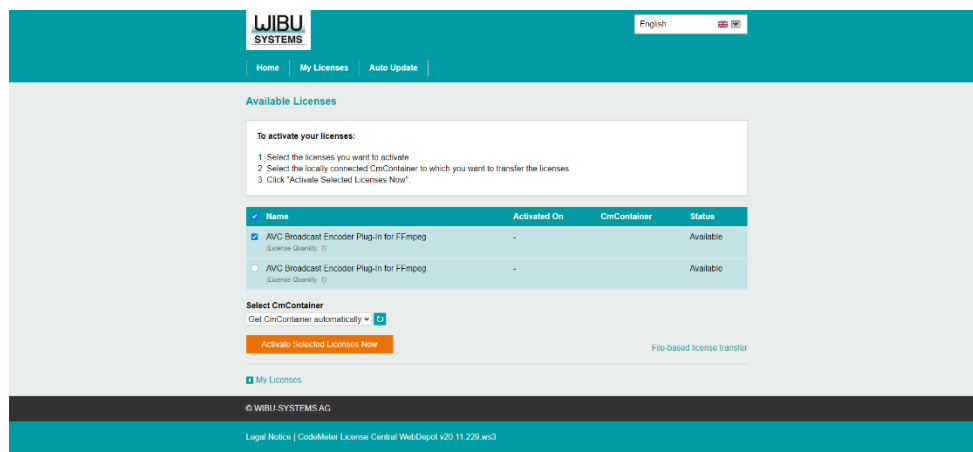 WIBU
SYSTEMS
English
Home
My Licenses
Auto Update
Available Licenses
To activate your licenses:
1. Select the licenses you want to activate
2. Select the locally connected CmContainer to which you want to transfer the licenses
3. Click "Activate Selected Licenses Now".
Name Activated On CmContainer Status
AVC Broadcast Encoder Plug-In for FFmpeg - Available
(License Quantity: 1)
AVC Broadcast Encoder Plug-In for FFmpeg - Available
(License Quantity: 1)
Select CmContainer
Get CmContainer automatically
Activate Selected Licenses Now
File-based license transfer
My Licenses
© WIBU-SYSTEMS AG
Legal Notice | CodeMeter License Central WebDepot v20.11.229.ws3